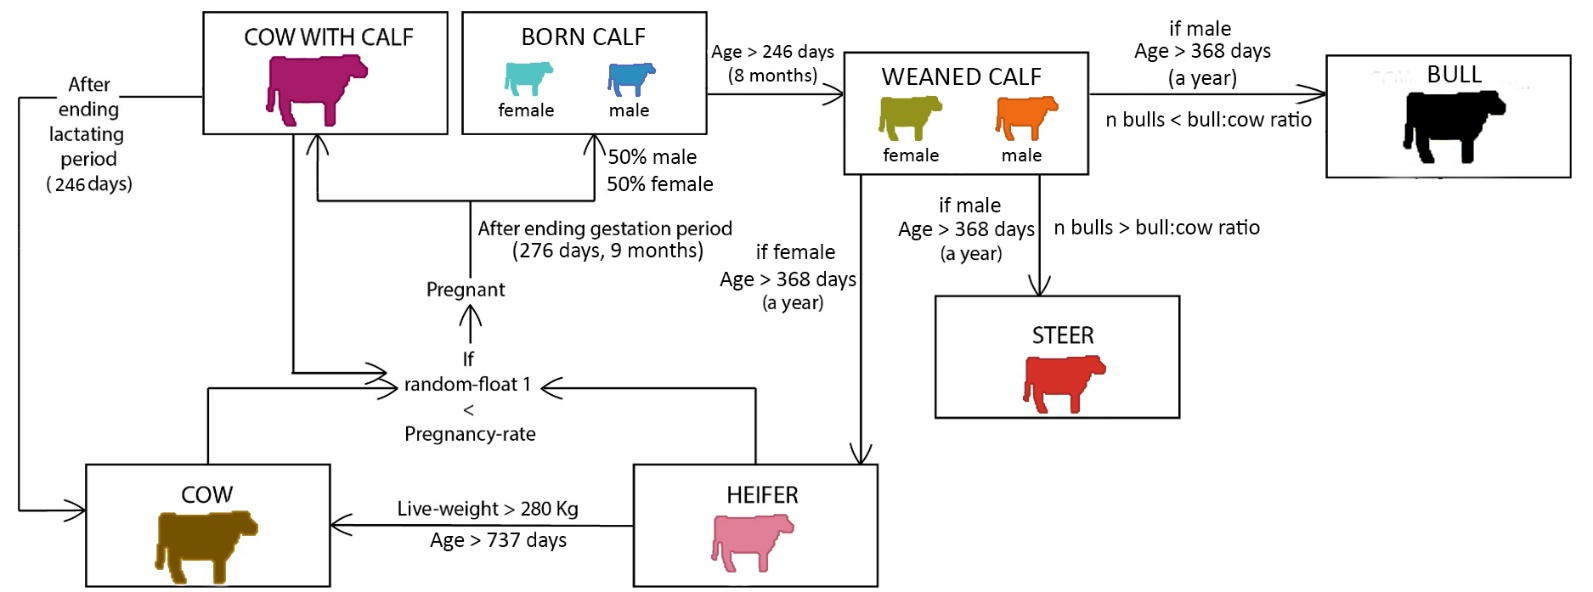 COW WITH CALF
BORN CALF
female
male
Age > 246 days
(8 months)
WEANED CALF
female
male
if male
Age > 368 days
(a year)
n bulls < bull:cow ratio
BULL
After
ending
lactating
period
(246 days)
50% male
50% female
After ending gestation period
(276 days, 9 months)
Pregnant
if female
Age > 368 days
(a year)
if male
Age > 368 days
(a year)
n bulls > bull:cow ratio
STEER
If
random-float 1
<
Pregnancy-rate
COW
Live-weight > 280 Kg
Age > 737 days
HEIFER